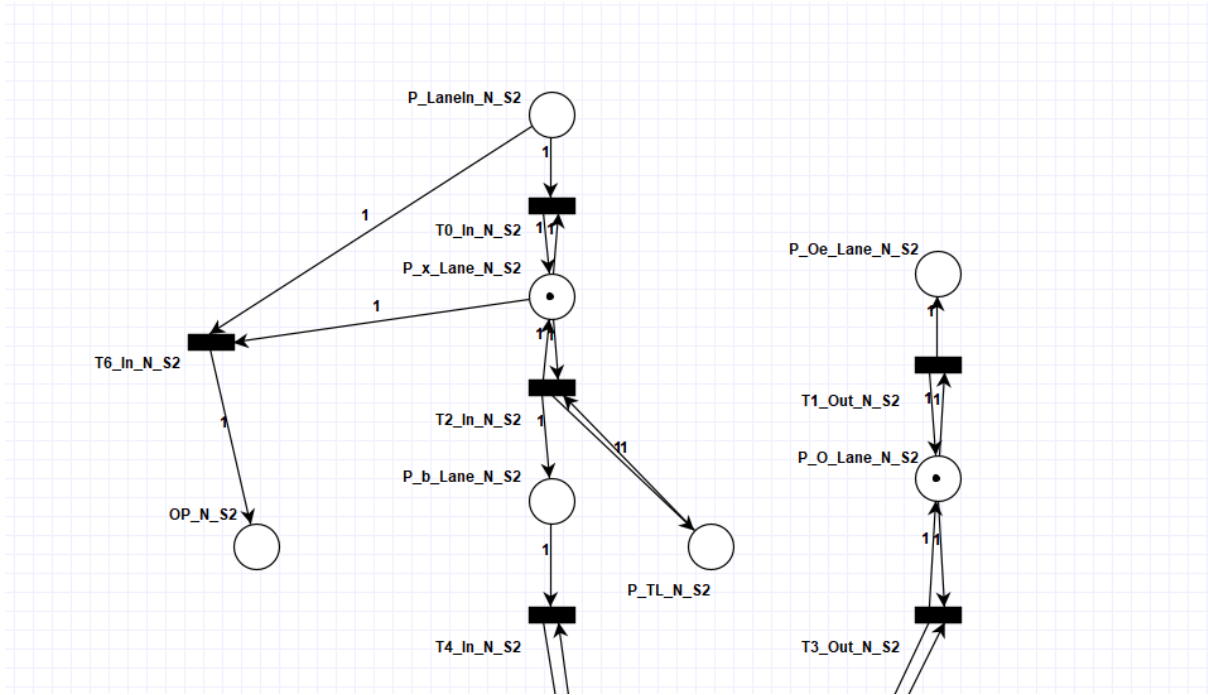 P_LaneIn_N_S2
1
1
T0_In_N_S2
1 1
P_Oe_Lane_N_S2
P_x_Lane_N_S2
1
1
1 1
T6_In_N_S2
T1_Out_N_S2
1 1
T2_In_N_S2
1
1
11
P_O_Lane_N_S2
P_b_Lane_N_S2
OP_N_S2
1
1 1
P_TL_N_S2
T4_In_N_S2
T3_Out_N_S2